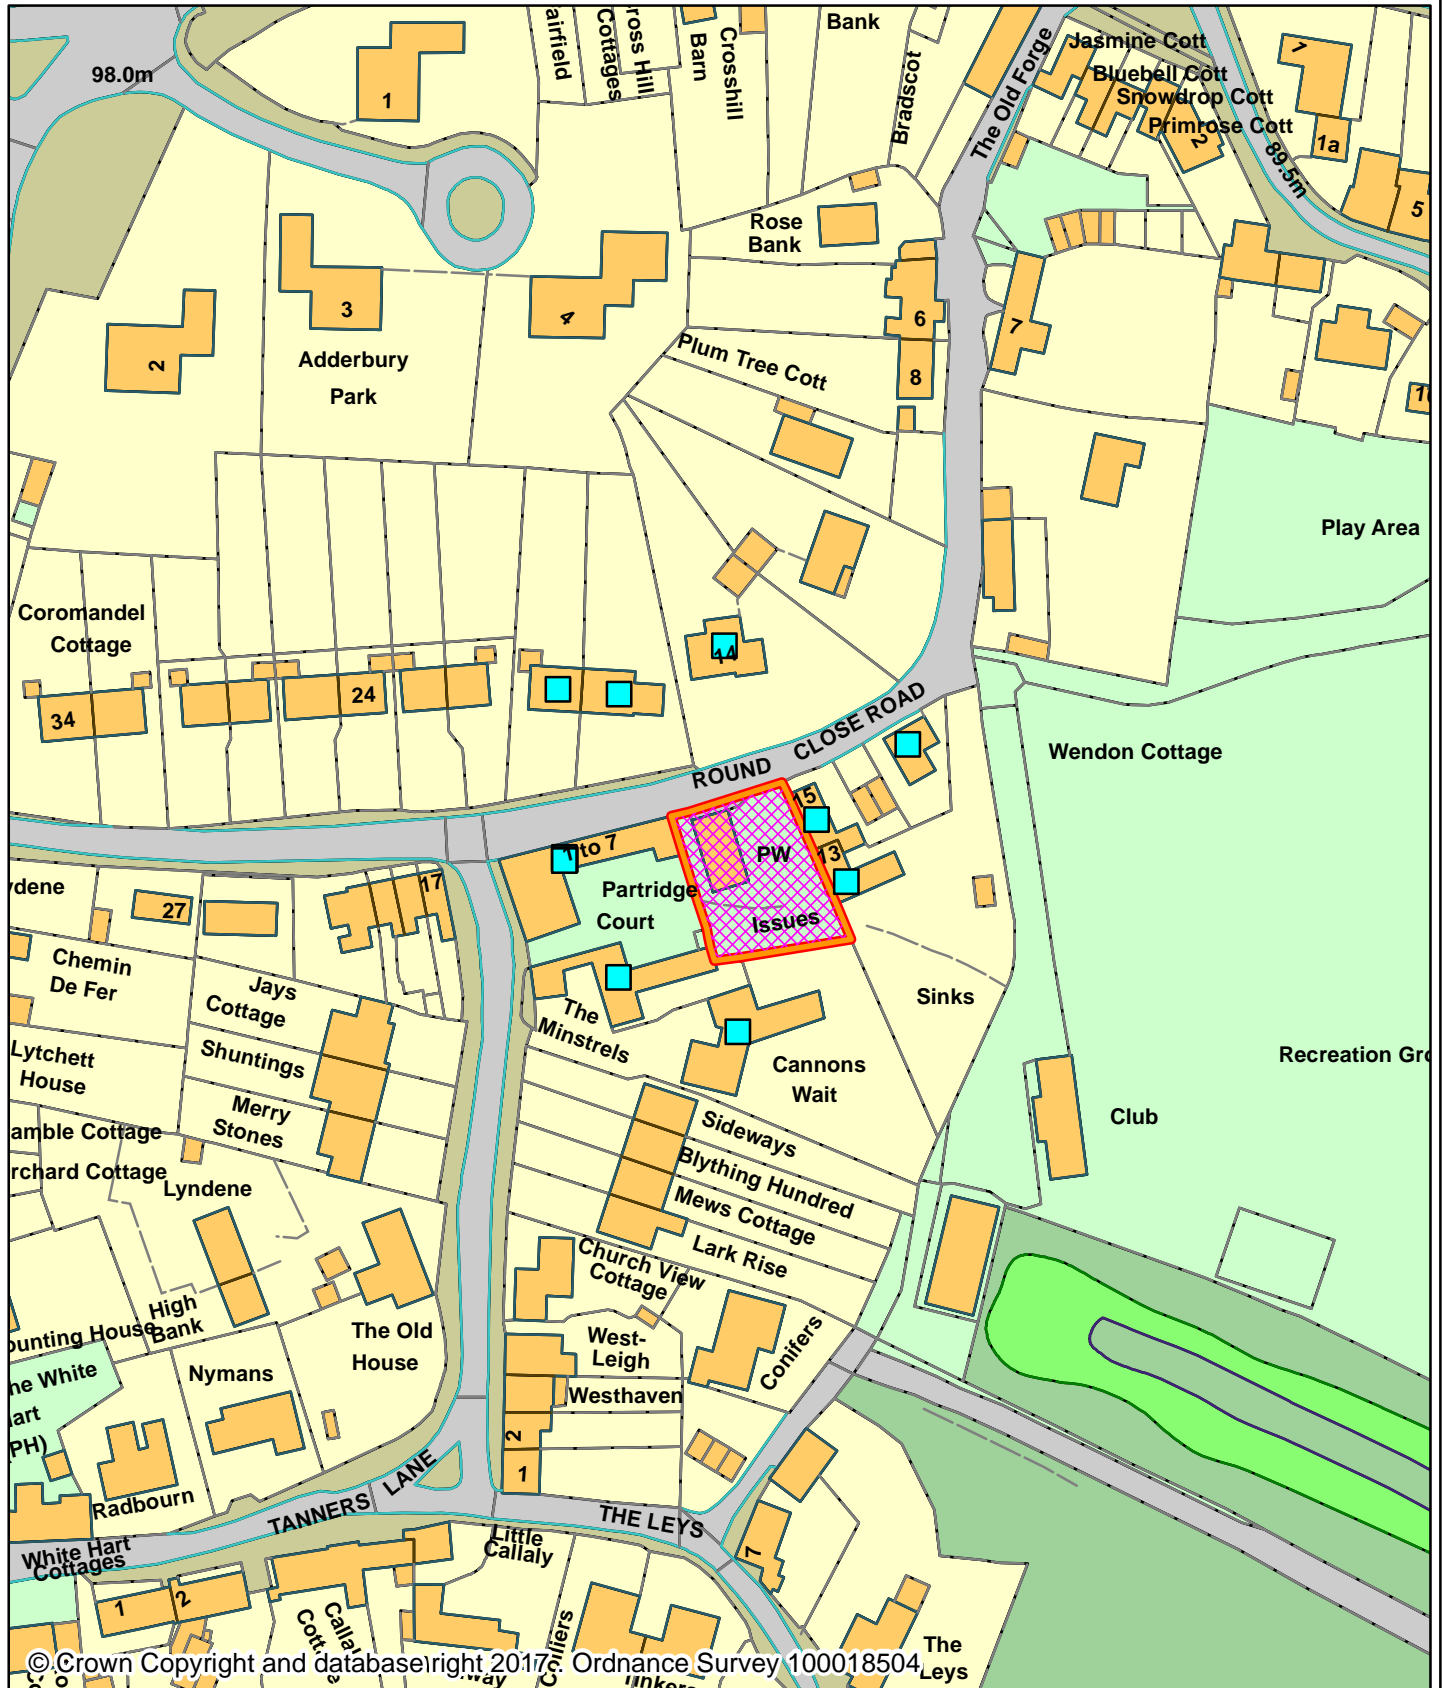 98.0m
1
Cottages
Barn
Crosshill
Bank
Bradscot
The Old Forge
Jasmine Cott
Bluebell Cott
Snowdrop Cott
Primrose Cott
2
1
1a
5
89.5m
Rose
Bank
6
7
8
3
4
2
Adderbury
Park
Plum Tree Cott
Play Area
Coromandel
Cottage
34
24
14
ROUND CLOSE ROAD
Wendon Cottage
15
13
PW
Issues
1 to 7
Partridge
Court
17
27
Chemin
De Fer
Jays
Cottage
The
Minstrels
Sinks
Lytchett
House
Shuntings
Cannons
Wait
Recreation Gro
Merry
Stones
Sideways
Club
amble Cottage
rchard Cottage
Lyndene
Blything Hundred
Mews Cottage
Lark Rise
Church View
Cottage
High
Bank
ounting House
The Old
House
West-
Leigh
Conifers
he White
art
PH)
Nymans
Westhaven
2
1
Radbourn
TANNERS LANE
THE LEYS
Little
Callaly
7
White Hart
Cottages
1
2
The
Leys
© Crown Copyright and database right 2017. Ordnance Survey 100018504